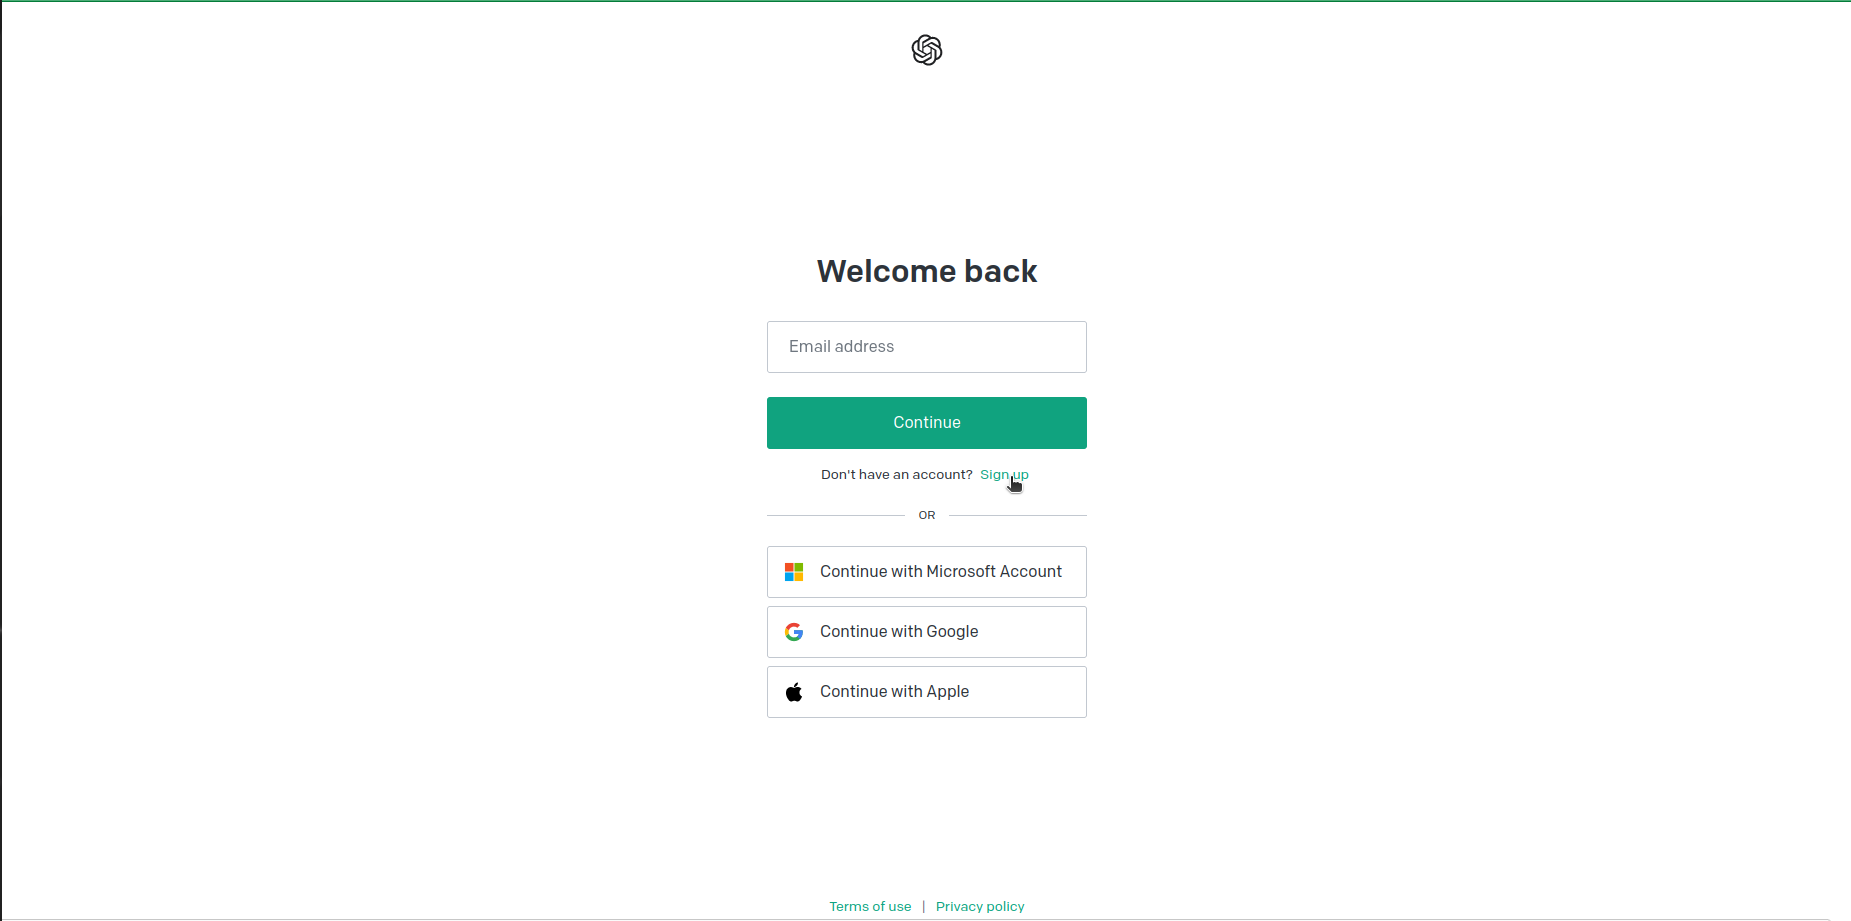 Welcome back
Email address
Continue
Don't have an account? Sign up
OR
Continue with Microsoft Account
Continue with Google
Continue with Apple
Terms of use | Privacy policy